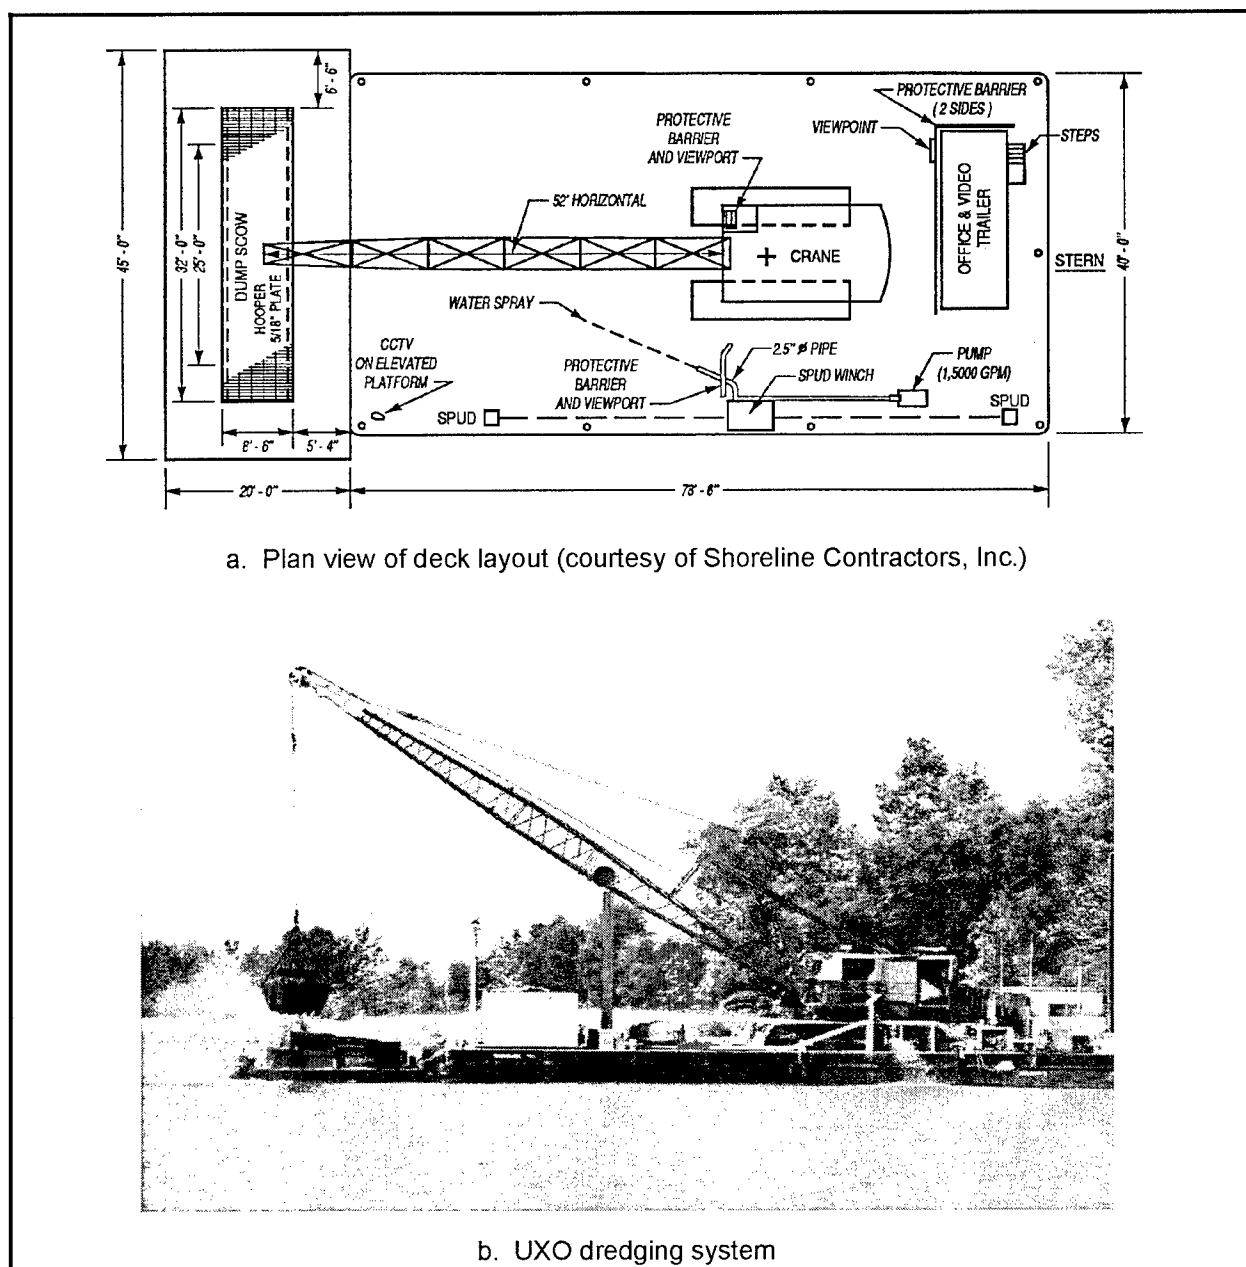 6' - 6"
PROTECTIVE BARRIER
( 2 SIDES )
PROTECTIVE
BARRIER
AND VIEWPORT
VIEWPOINT
STEPS
52' HORIZONTAL
45'- 0"
32'- 0"
25'- 0"
DUMP SCOW
HOOPER
5/18" PLATE
CRANE
OFFICE & VIDEO
TRAILER
STERN
40'- 0"
WATER SPRAY
CCTV
ON ELEVATED
PLATFORM
2.5" ø PIPE
PROTECTIVE
BARRIER
AND VIEWPORT
SPUD WINCH
PUMP
(1,5000 GPM)
SPUD
SPUD
8' - 6"
5' - 4"
20'- 0"
78' - 6"
a. Plan view of deck layout (courtesy of Shoreline Contractors, Inc.)
b. UXO dredging system